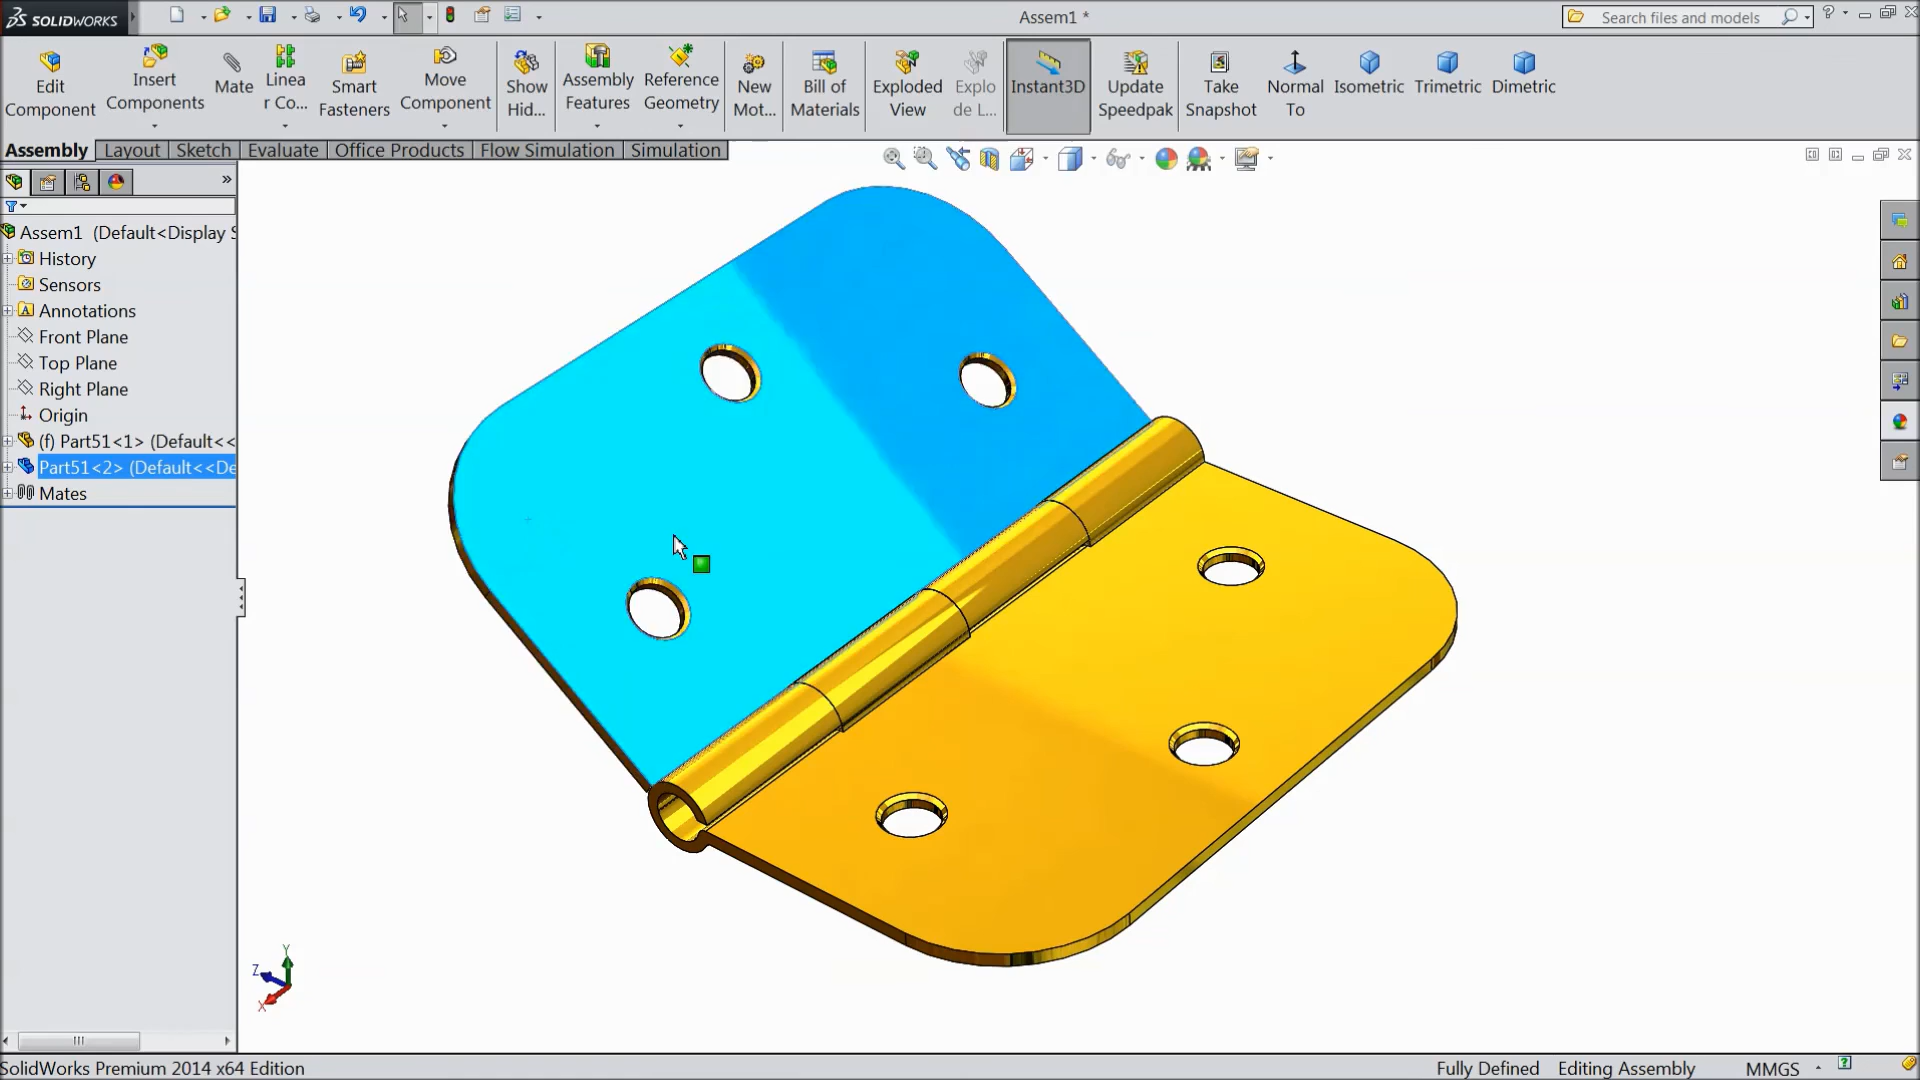 SOLIDWORKS
Assem1 *
Search files and models
?
Edit Component
Insert Components
Mate
Linea r Co...
Smart Fasteners
Move Component
Show Hid...
Assembly Features
Reference Geometry
New Mot...
Bill of Materials
Exploded View
Explo de L...
Instant3D
Update Speedpak
Take Snapshot
Normal To
Isometric
Trimetric
Dimetric
Assembly
Layout
Sketch
Evaluate
Office Products
Flow Simulation
Simulation
»
Assem1 (Default<Display S
History
Sensors
A Annotations
Front Plane
Top Plane
Right Plane
Origin
(f) Part51<1> (Default<<
Part51<2> (Default<<De
Mates
Y
Z
X
SolidWorks Premium 2014 x64 Edition
Fully Defined
Editing Assembly
MMGS
?